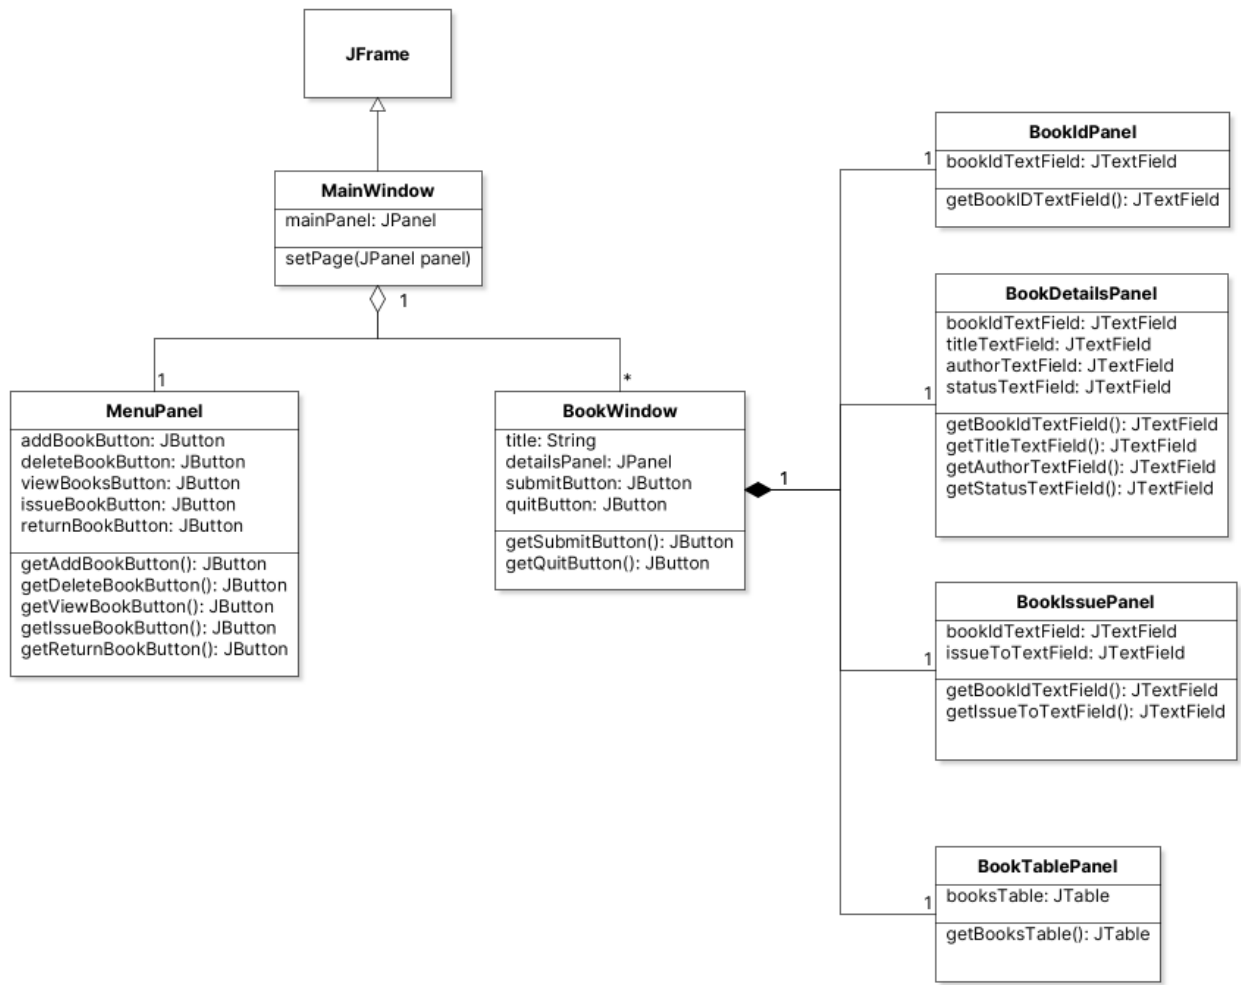 JFrame
MainWindow
mainPanel: JPanel
setPage(JPanel panel)
1
1
*
MenuPanel
addBookButton: JButton
deleteBookButton: JButton
viewBooksButton: JButton
issueBookButton: JButton
returnBookButton: JButton
getAddBookButton(): JButton
getDeleteBookButton(): JButton
getViewBookButton(): JButton
getIssueBookButton(): JButton
getReturnBookButton(): JButton
BookWindow
title: String
detailsPanel: JPanel
submitButton: JButton
quitButton: JButton
getSubmitButton(): JButton
getQuitButton(): JButton
1
1
BookIdPanel
bookIdTextField: JTextField
getBookIDTextField(): JTextField
1
BookDetailsPanel
bookIdTextField: JTextField
titleTextField: JTextField
authorTextField: JTextField
statusTextField: JTextField
getBookIdTextField(): JTextField
getTitleTextField(): JTextField
getAuthorTextField(): JTextField
getStatusTextField(): JTextField
1
BookIssuePanel
bookIdTextField: JTextField
issueToTextField: JTextField
getBookIdTextField(): JTextField
getIssueToTextField(): JTextField
1
BookTablePanel
booksTable: JTable
getBooksTable(): JTable